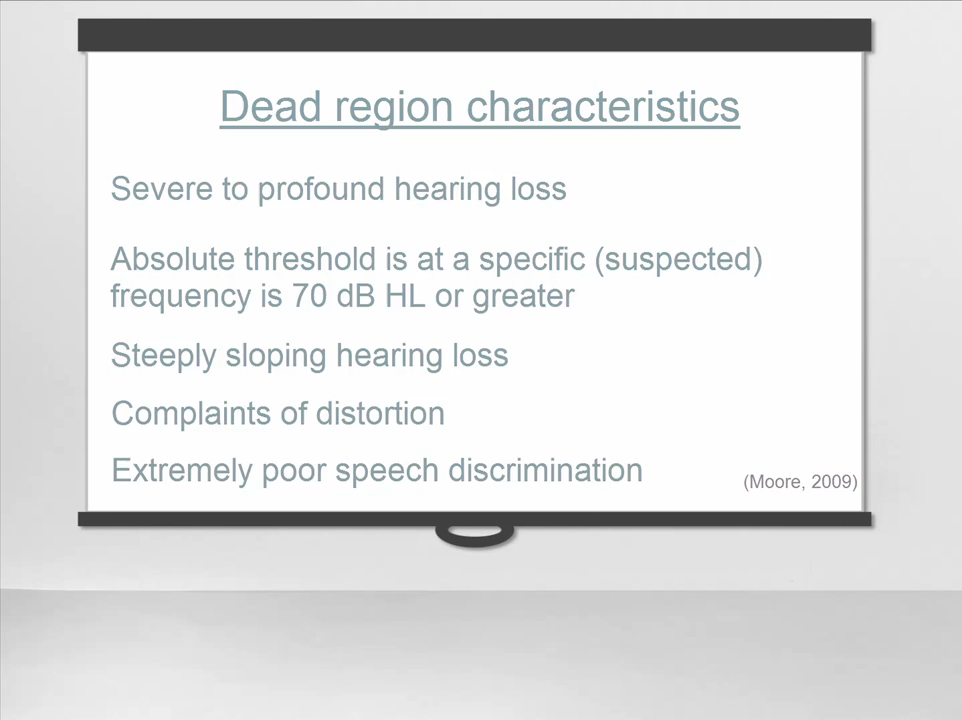 Dead region characteristics
Severe to profound hearing loss
Absolute threshold is at a specific (suspected)
frequency is 70 dB HL or greater
Steeply sloping hearing loss
Complaints of distortion
Extremely poor speech discrimination
(Moore, 2009)